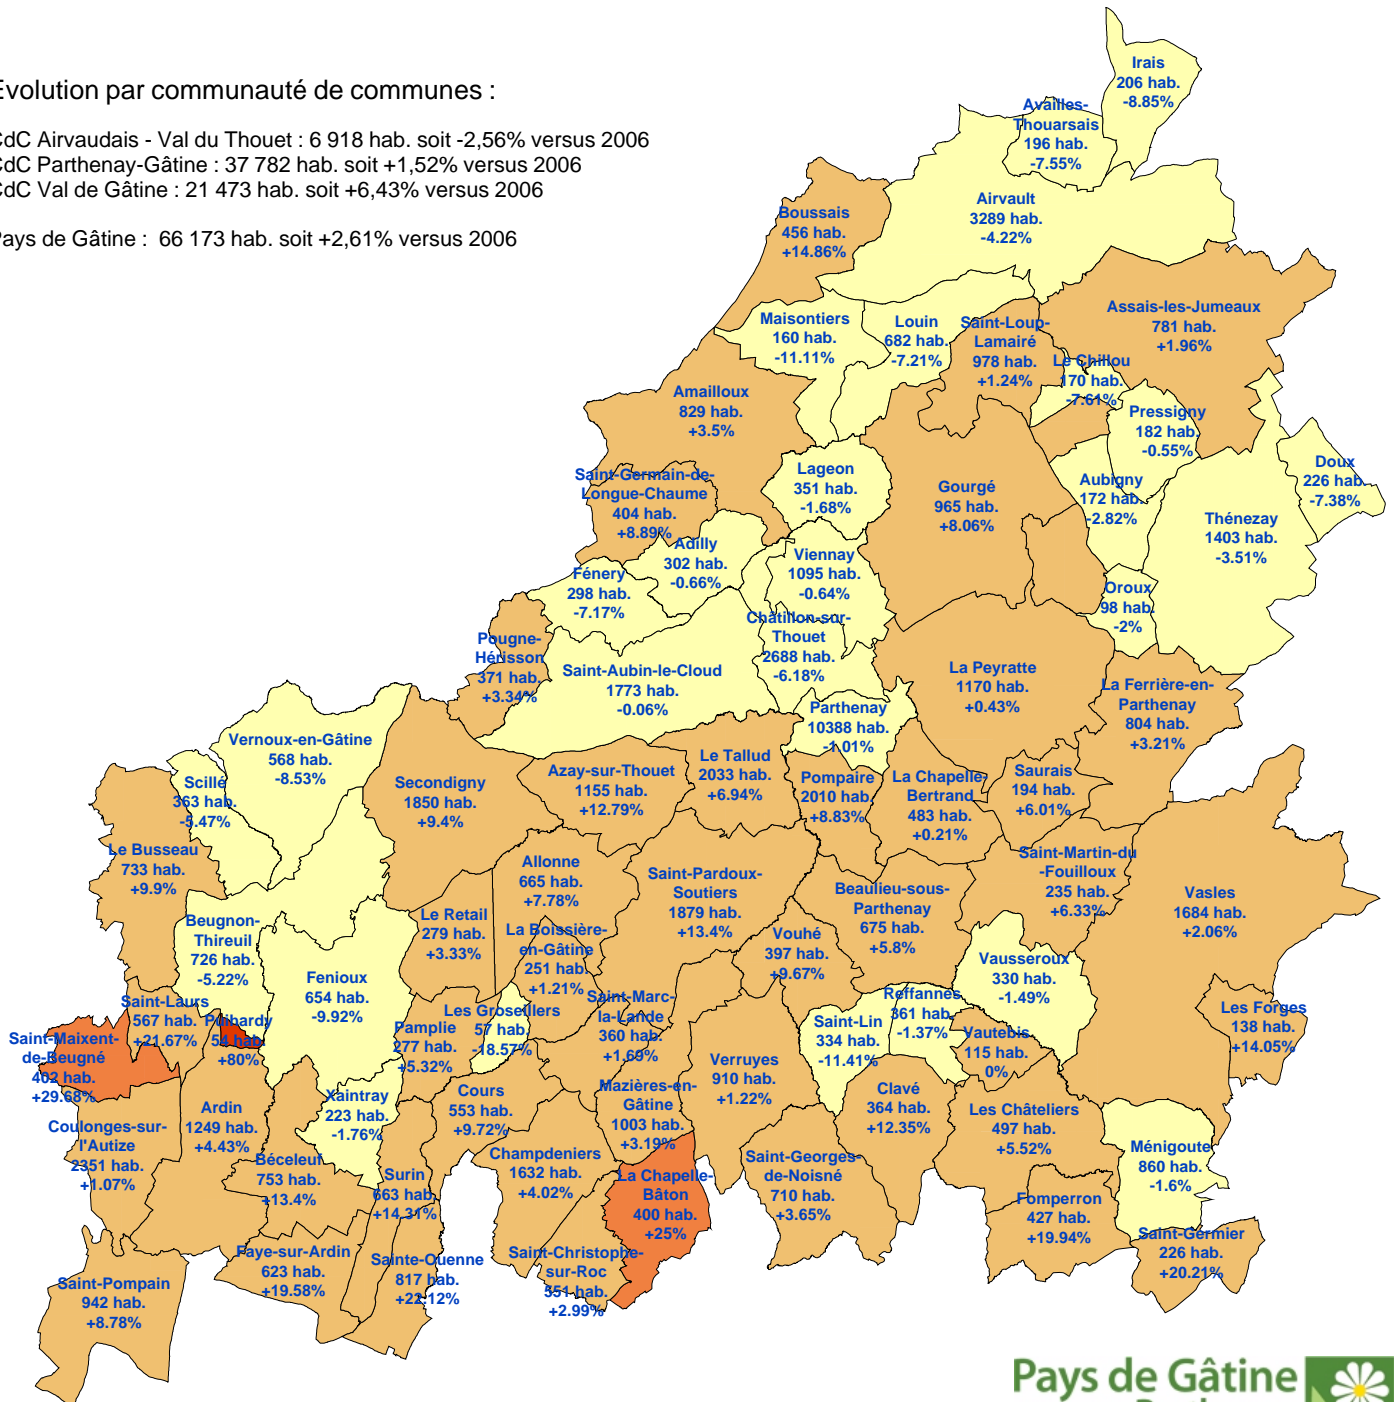 Evolution par communauté de communes :
CdC Airvaudais - Val du Thouet : 6 918 hab. soit -2,56% versus 2006
CdC Parthenay-Gâtine : 37 782 hab. soit +1,52% versus 2006
CdC Val de Gâtine : 21 473 hab. soit +6,43% versus 2006
Pays de Gâtine : 66 173 hab. soit +2,61% versus 2006
Irais
206 hab.
-8.85%
Availles-
Thouarsais
196 hab.
-7.55%
Airvault
3289 hab.
-4.22%
Boussais
456 hab.
+14.86%
Maisontiers
160 hab.
-11.11%
Louin
682 hab.
-7.21%
Saint-Loup-
Lamairé
978 hab.
+1.24%
Assais-les-Jumeaux
781 hab.
+1.96%
Le Chillou
170 hab.
-7.61%
Pressigny
182 hab.
-0.55%
Amailloux
829 hab.
+3.5%
Saint-Germain-de-
Longue-Chaume
404 hab.
+8.89%
Lageon
351 hab.
-1.68%
Gourgé
965 hab.
+8.06%
Aubigny
172 hab.
-2.82%
Doux
226 hab.
-7.38%
Thénezay
1403 hab.
-3.51%
Adilly
302 hab.
-0.66%
Viennay
1095 hab.
-0.64%
Fénery
298 hab.
-7.17%
Oroux
98 hab.
-2%
Châtillon-sur-
Thouet
2688 hab.
-6.18%
Pougne-
Hérisson
371 hab.
+3.34%
Saint-Aubin-le-Cloud
1773 hab.
-0.06%
La Peyratte
1170 hab.
+0.43%
La Ferrière-en-
Parthenay
804 hab.
+3.21%
Parthenay
10388 hab.
-1.01%
Vernoux-en-Gâtine
568 hab.
-8.53%
Scillé
363 hab.
-5.47%
Secondigny
1850 hab.
+9.4%
Azay-sur-Thouet
1155 hab.
+12.79%
Le Tallud
2033 hab.
+6.94%
Pompaire
2010 hab.
+8.83%
La Chapelle-
Bertrand
483 hab.
+0.21%
Saurais
194 hab.
+6.01%
Le Busseau
733 hab.
+9.9%
Allonne
665 hab.
+7.78%
Saint-Pardoux-
Soutiers
1879 hab.
+13.4%
Beaulieu-sous-
Parthenay
675 hab.
+5.8%
Saint-Martin-du
-Fouilloux
235 hab.
+6.33%
Vasles
1684 hab.
+2.06%
Beugnon-
Thireuil
726 hab.
-5.22%
Le Retail
279 hab.
+3.33%
La Boissière-
en-Gâtine
251 hab.
+1.21%
Vouhé
397 hab.
+9.67%
Vausseroux
330 hab.
-1.49%
Fenioux
654 hab.
-9.92%
Saint-Laurs
567 hab.
+21.67%
Puihardy
54 hab.
+80%
Saint-Maixent-
de-Beugné
402 hab.
+29.68%
Pamplie
277 hab.
+5.32%
Les Groseillers
57 hab.
-18.57%
Saint-Marc-
la-Lande
360 hab.
+1.69%
Reffannes
361 hab.
-1.37%
Saint-Lin
334 hab.
-11.41%
Vautebis
115 hab.
0%
Les Forges
138 hab.
+14.05%
Verruyes
910 hab.
+1.22%
Xaintray
223 hab.
-1.76%
Cours
553 hab.
+9.72%
Mazières-en-
Gâtine
1003 hab.
+3.19%
Clavé
364 hab.
+12.35%
Les Châteliers
497 hab.
+5.52%
Ménigoute
860 hab.
-1.6%
Ardin
1249 hab.
+4.43%
Coulonges-sur-
l'Autize
2351 hab.
+1.07%
Béceleuf
753 hab.
+13.4%
Surin
663 hab.
+14.31%
Champdeniers
1632 hab.
+4.02%
La Chapelle-
Bâton
400 hab.
+25%
Saint-Georges-
de-Noisné
710 hab.
+3.65%
Fomperron
427 hab.
+19.94%
Saint-Germier
226 hab.
+20.21%
Saint-Pompain
942 hab.
+8.78%
Faye-sur-Ardin
623 hab.
+19.58%
Sainte-Ouenne
817 hab.
+22.12%
Saint-Christophe-
sur-Roc
551 hab.
+2.99%
Pays de Gâtine